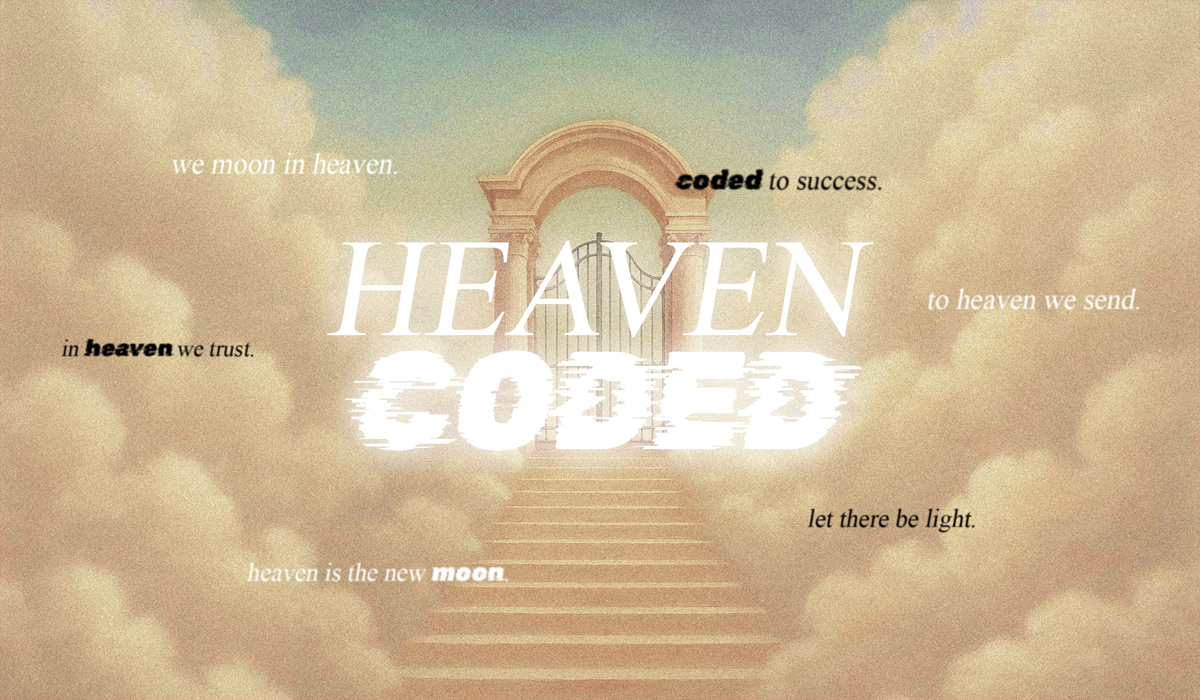 we moon in heaven.
coded to success.
HEAVEN
CODED
to heaven we send.
in heaven we trust.
let there be light.
heaven is the new moon.